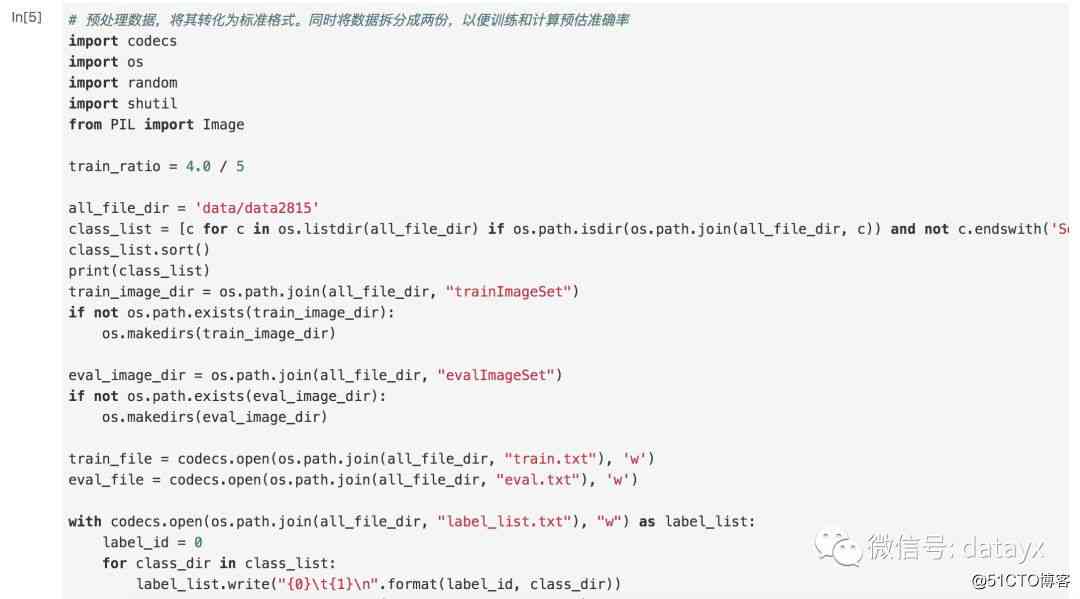 In[5]
# 预处理数据，将其转化为标准格式。同时将数据拆分成两份，以便训练和计算预估准确率
import codecs
import os
import random
import shutil
from PIL import Image
train_ratio = 4.0 / 5
all_file_dir = 'data/data2815'
class_list = [c for c in os.listdir(all_file_dir) if os.path.isdir(os.path.join(all_file_dir, c)) and not c.endswith('S
class_list.sort()
print(class_list)
train_image_dir = os.path.join(all_file_dir, "trainImageSet")
if not os.path.exists(train_image_dir):
    os.makedirs(train_image_dir)
eval_image_dir = os.path.join(all_file_dir, "evalImageSet")
if not os.path.exists(eval_image_dir):
    os.makedirs(eval_image_dir)
train_file = codecs.open(os.path.join(all_file_dir, "train.txt"), 'w')
eval_file = codecs.open(os.path.join(all_file_dir, "eval.txt"), 'w')
with codecs.open(os.path.join(all_file_dir, "label_list.txt"), "w") as label_list:
    label_id = 0
    for class_dir in class_list:
        label_list.write("{0}\t{1}\n".format(label_id, class_dir))
微信号: datayx
@51CTO博客